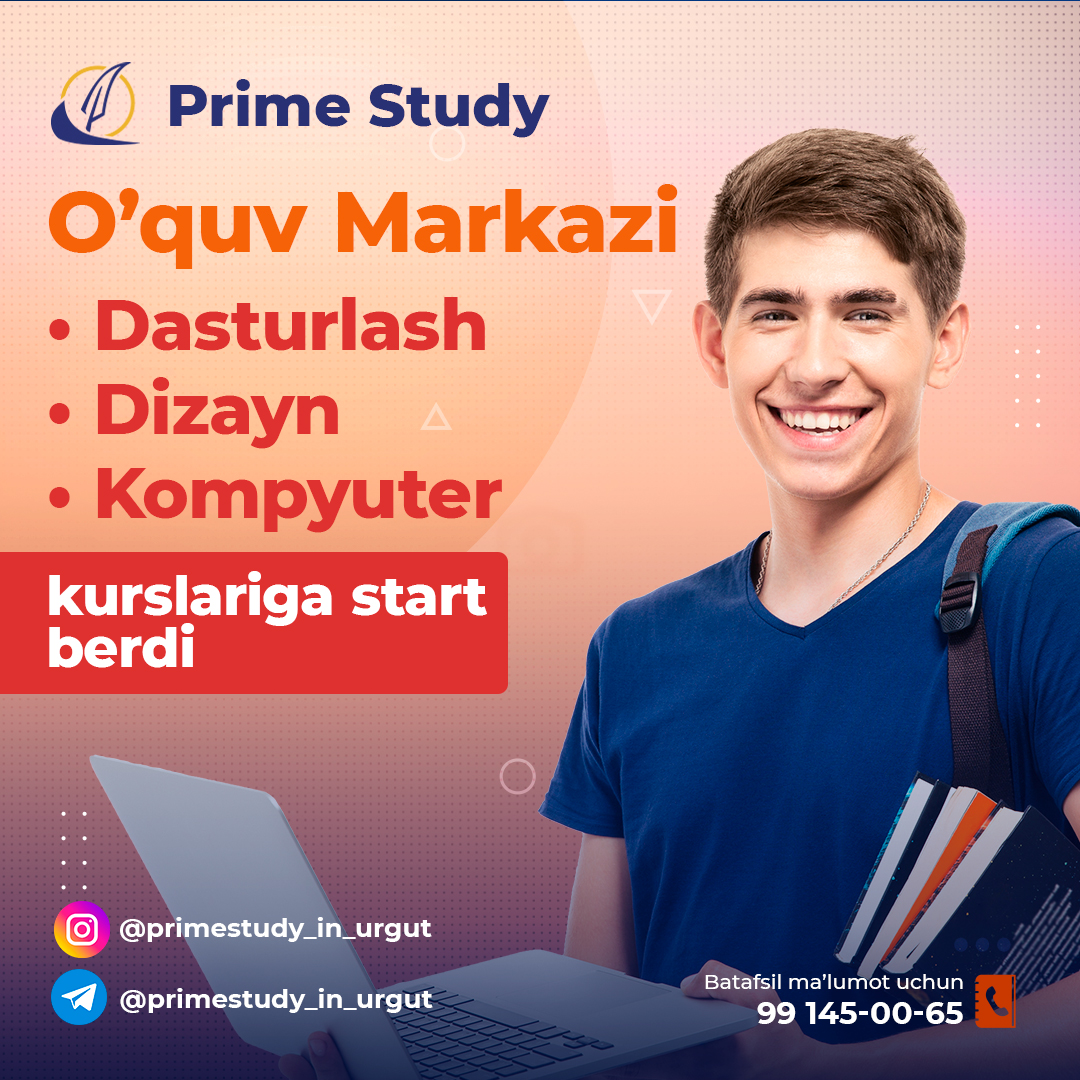 Prime Study
O’quv Markazi
• Dasturlash
• Dizayn
• Kompyuter
kurslariga start
berdi
@primestudy_in_urgut
@primestudy_in_urgut
Batafsil ma’lumot uchun
99 145-00-65